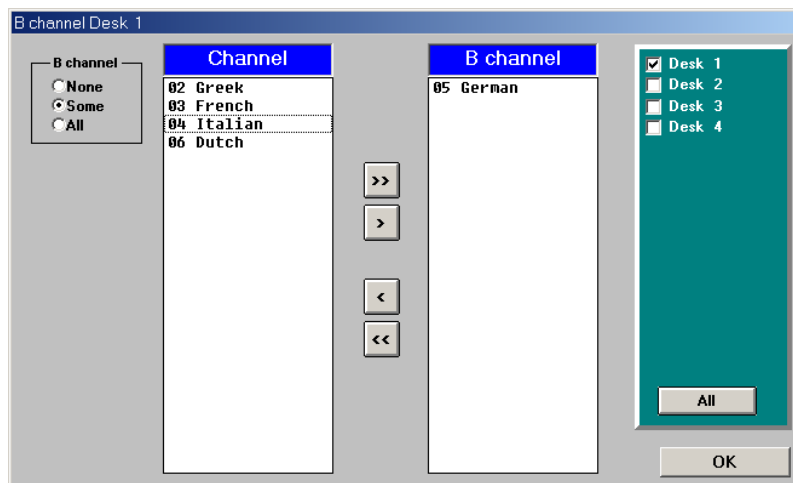 B channel Desk 1
B channel
None
Some
All
Channel
02 Greek
03 French
04 Italian
06 Dutch
>>
>
<
<<
B channel
05 German
Desk 1
Desk 2
Desk 3
Desk 4
All
OK